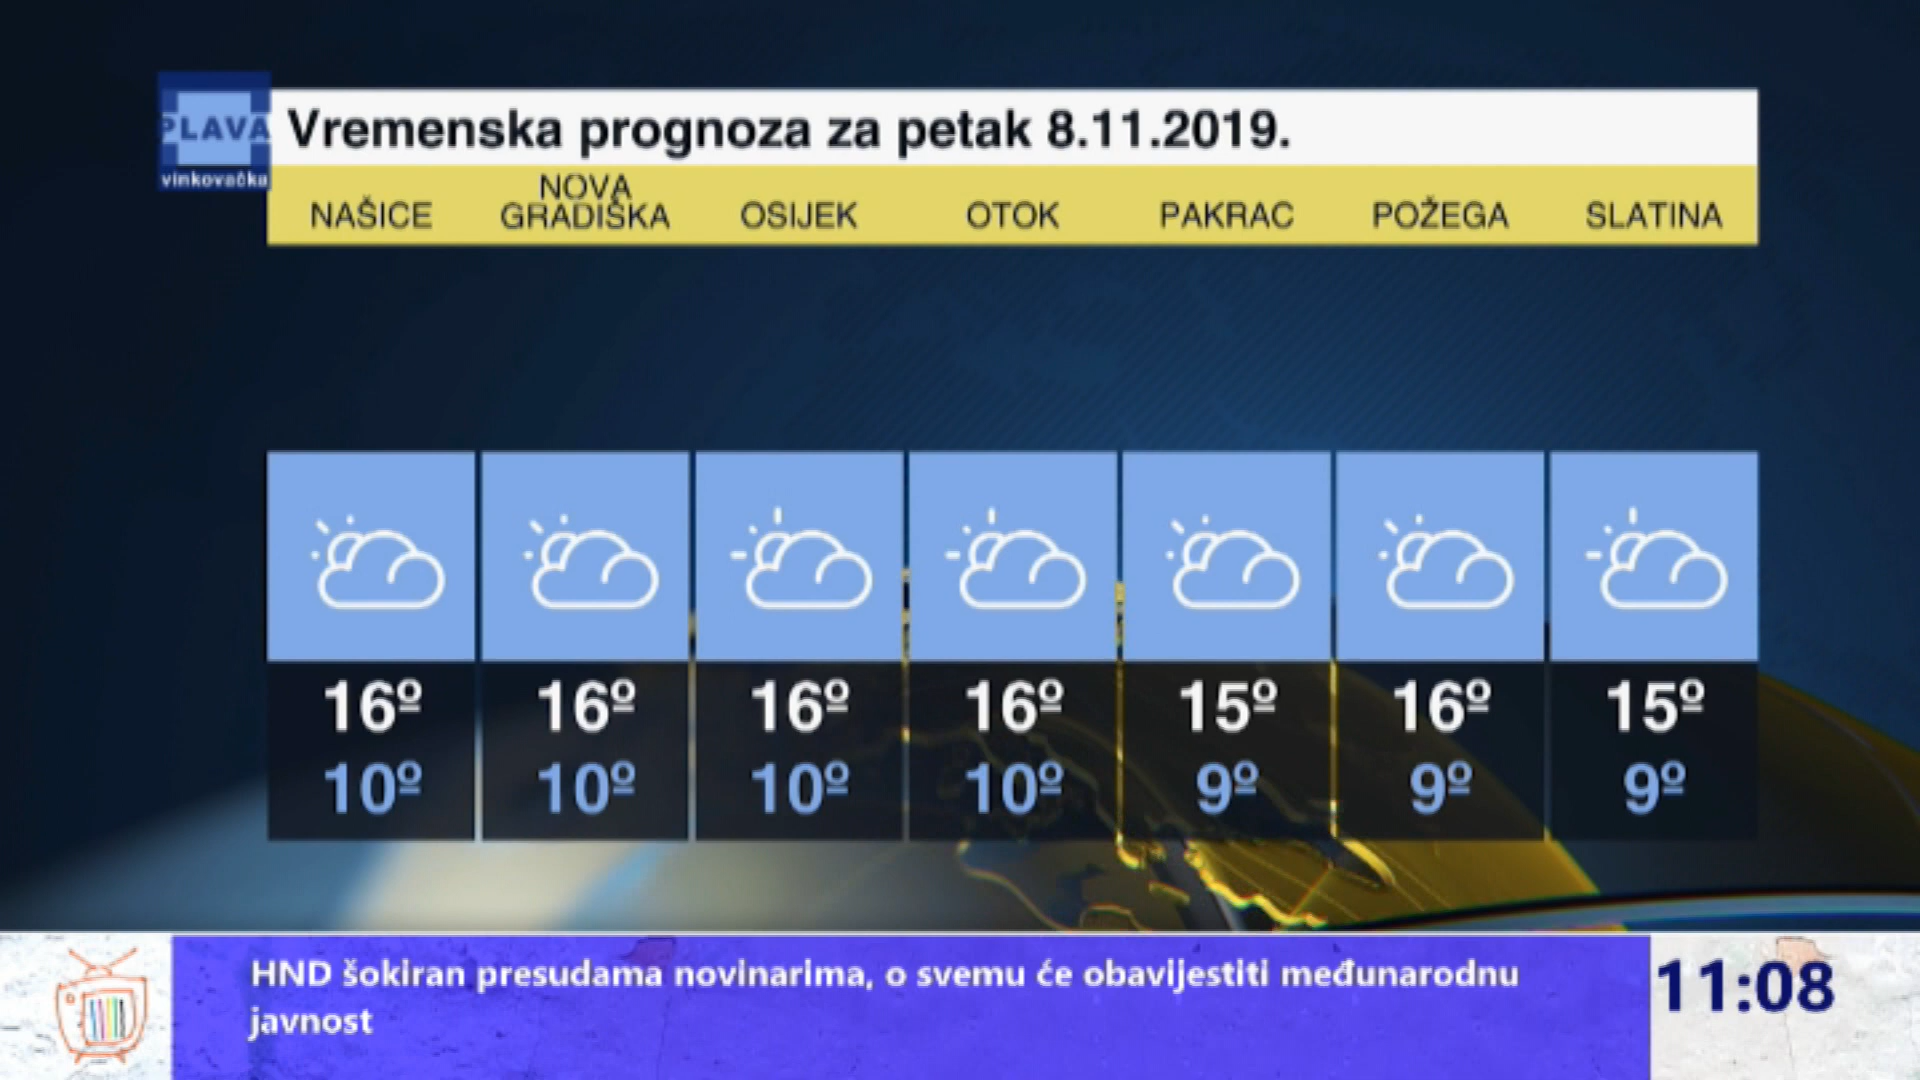 PLAVA
vinkovačka
Vremenska prognoza za petak 8.11.2019.
NAŠICE
NOVA
GRADIŠKA
OSIJEK
OTOK
PAKRAC
POŽEGA
SLATINA
16º
16º
16º
16º
15º
16º
15º
10º
10º
10º
10º
9º
9º
9º
HND šokiran presudama novinarima, o svemu će obavijestiti međunarodnu
javnost
11:08